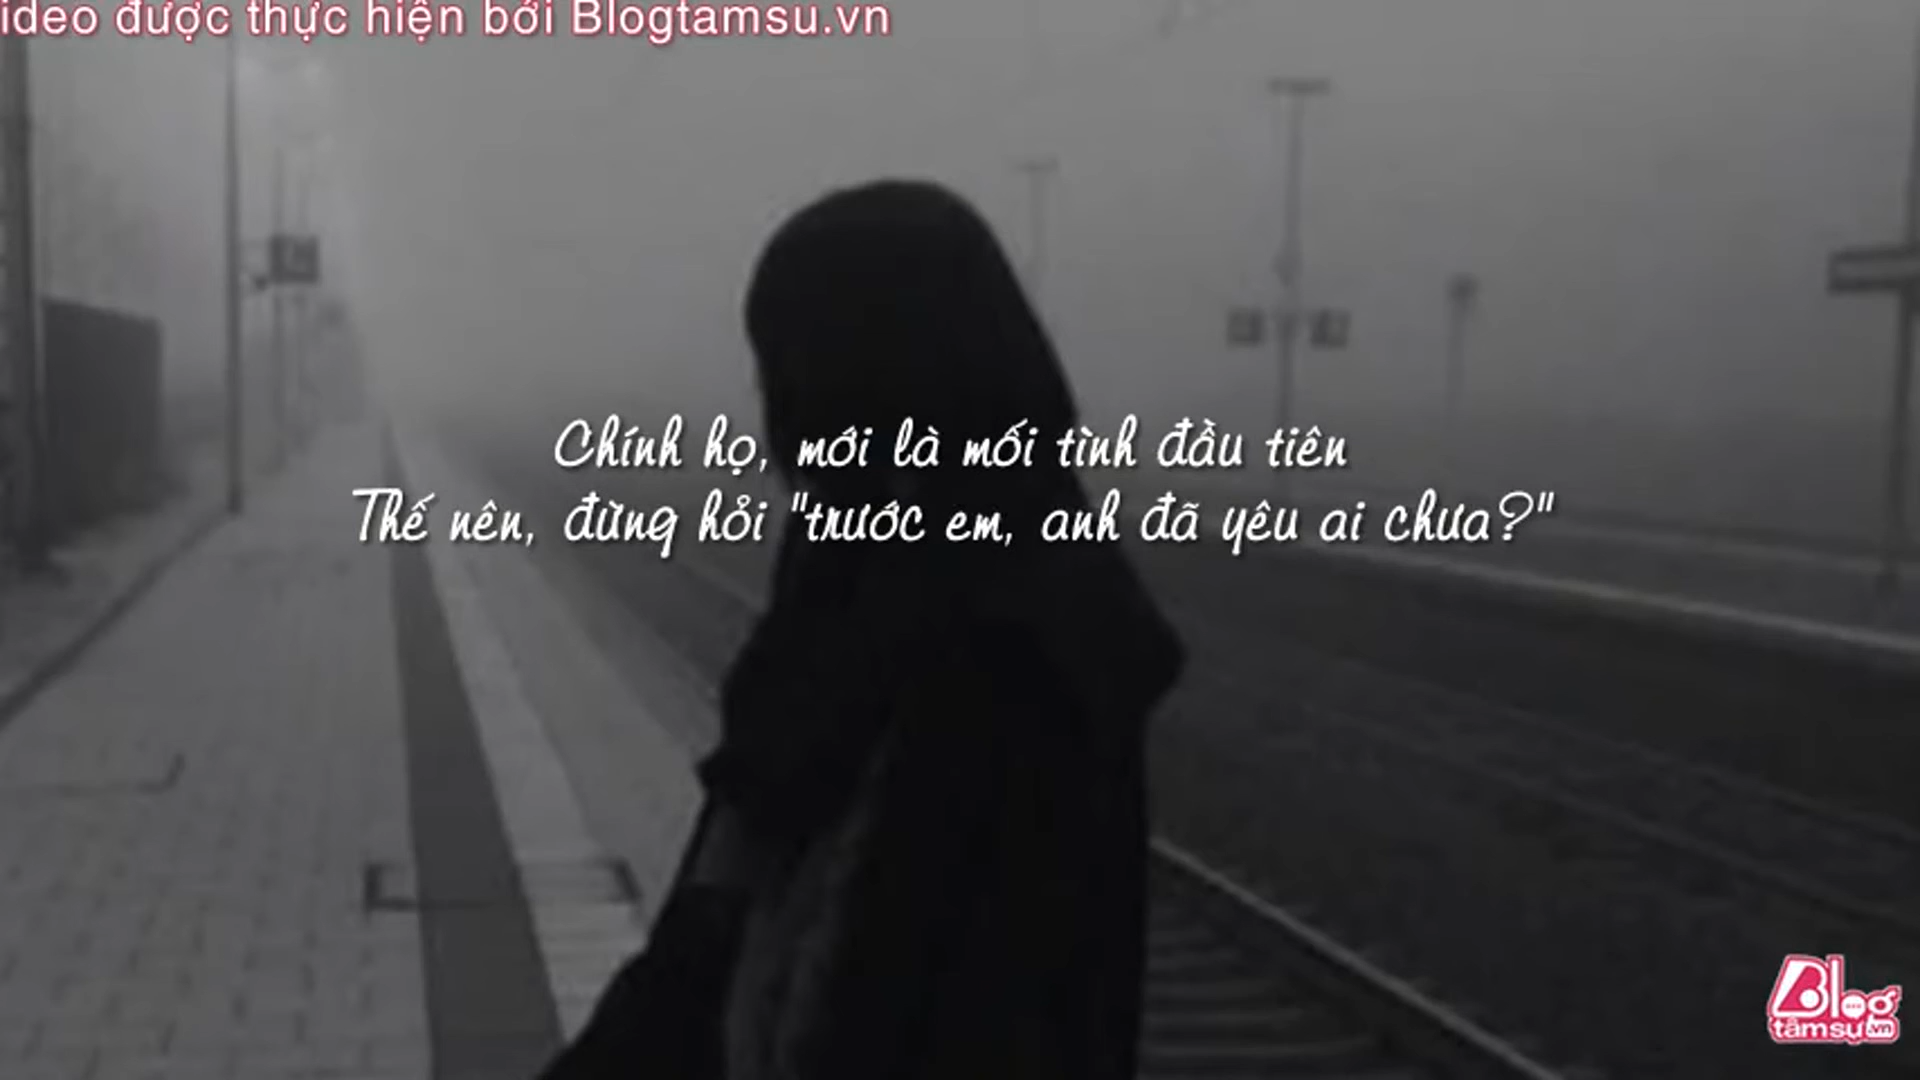 ideo được thực hiện bởi Blogtamsu.vn
Chính họ, mới là mối tình đầu tiên
Thế nên, đừng hỏi "trước em, anh đã yêu ai chưa?"
Blog
tâmsự.vn